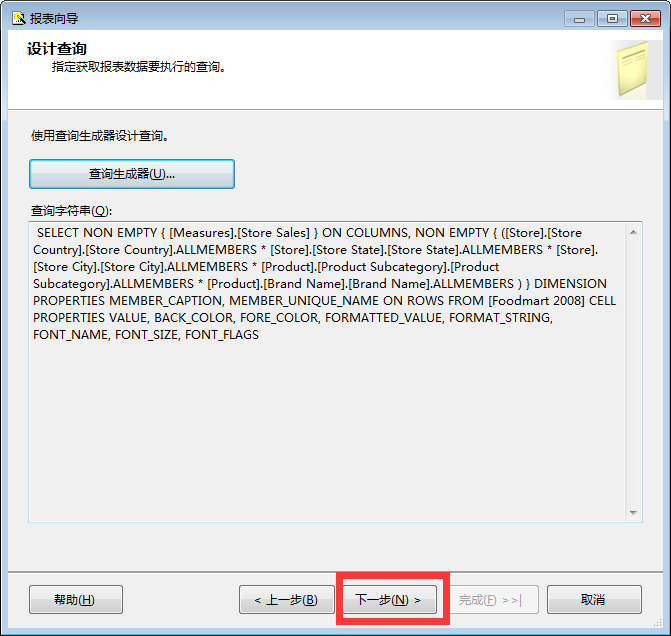 报表向导
设计查询
指定获取报表数据要执行的查询。
使用查询生成器设计查询。
查询生成器(U)...
查询字符串(Q):
SELECT NON EMPTY { [Measures].[Store Sales] } ON COLUMNS, NON EMPTY { ([Store].[Store
Country].[Store Country].ALLMEMBERS * [Store].[Store State].[Store State].ALLMEMBERS * [Store].
[Store City].[Store City].ALLMEMBERS * [Product].[Product Subcategory].[Product
Subcategory].ALLMEMBERS * [Product].[Brand Name].[Brand Name].ALLMEMBERS ) } DIMENSION
PROPERTIES MEMBER_CAPTION, MEMBER_UNIQUE_NAME ON ROWS FROM [Foodmart 2008] CELL
PROPERTIES VALUE, BACK_COLOR, FORE_COLOR, FORMATTED_VALUE, FORMAT_STRING,
FONT_NAME, FONT_SIZE, FONT_FLAGS
帮助(H) < 上一步(B) 下一步(N) > 完成(F) >>| 取消